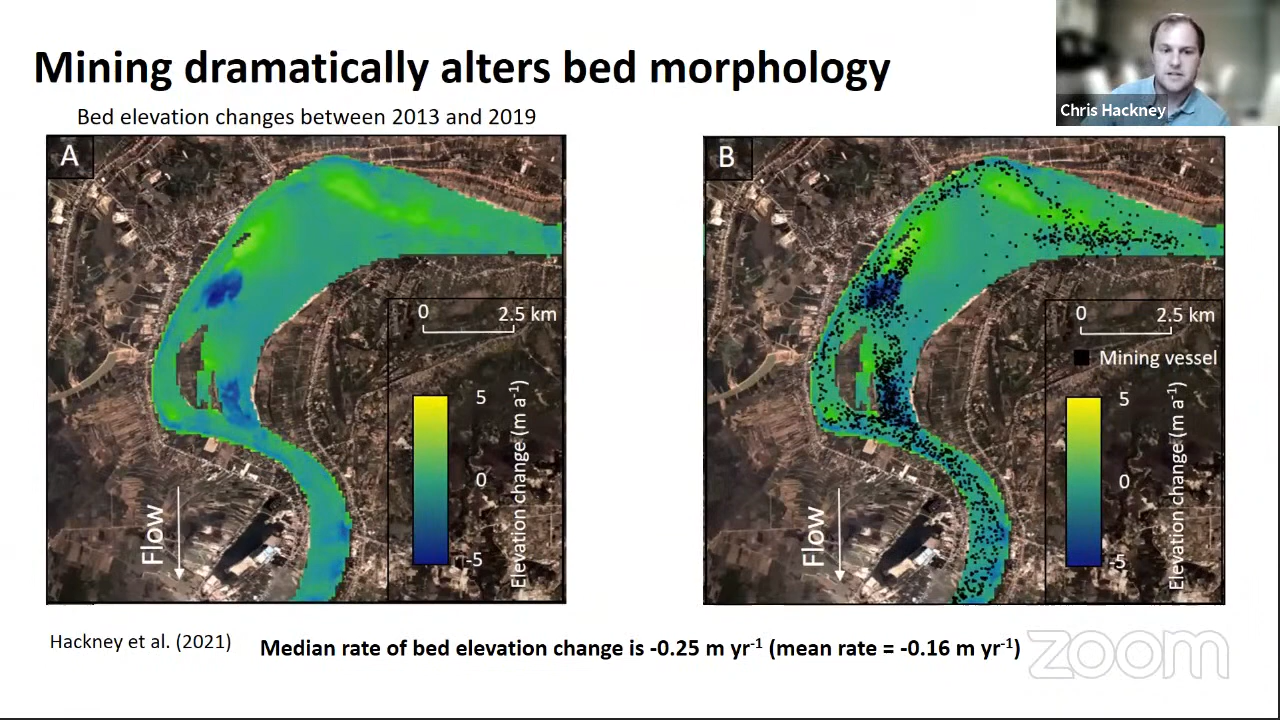 Mining dramatically alters bed morphology
Bed elevation changes between 2013 and 2019
Chris Hackney
A
0 2.5 km
5
0
-5
Elevation change (m a⁻¹)
Flow
B
0 2.5 km
Mining vessel
5
0
-5
Elevation change (m a⁻¹)
Flow
Hackney et al. (2021)
Median rate of bed elevation change is -0.25 m yr⁻¹ (mean rate = -0.16 m yr⁻¹)
zoom